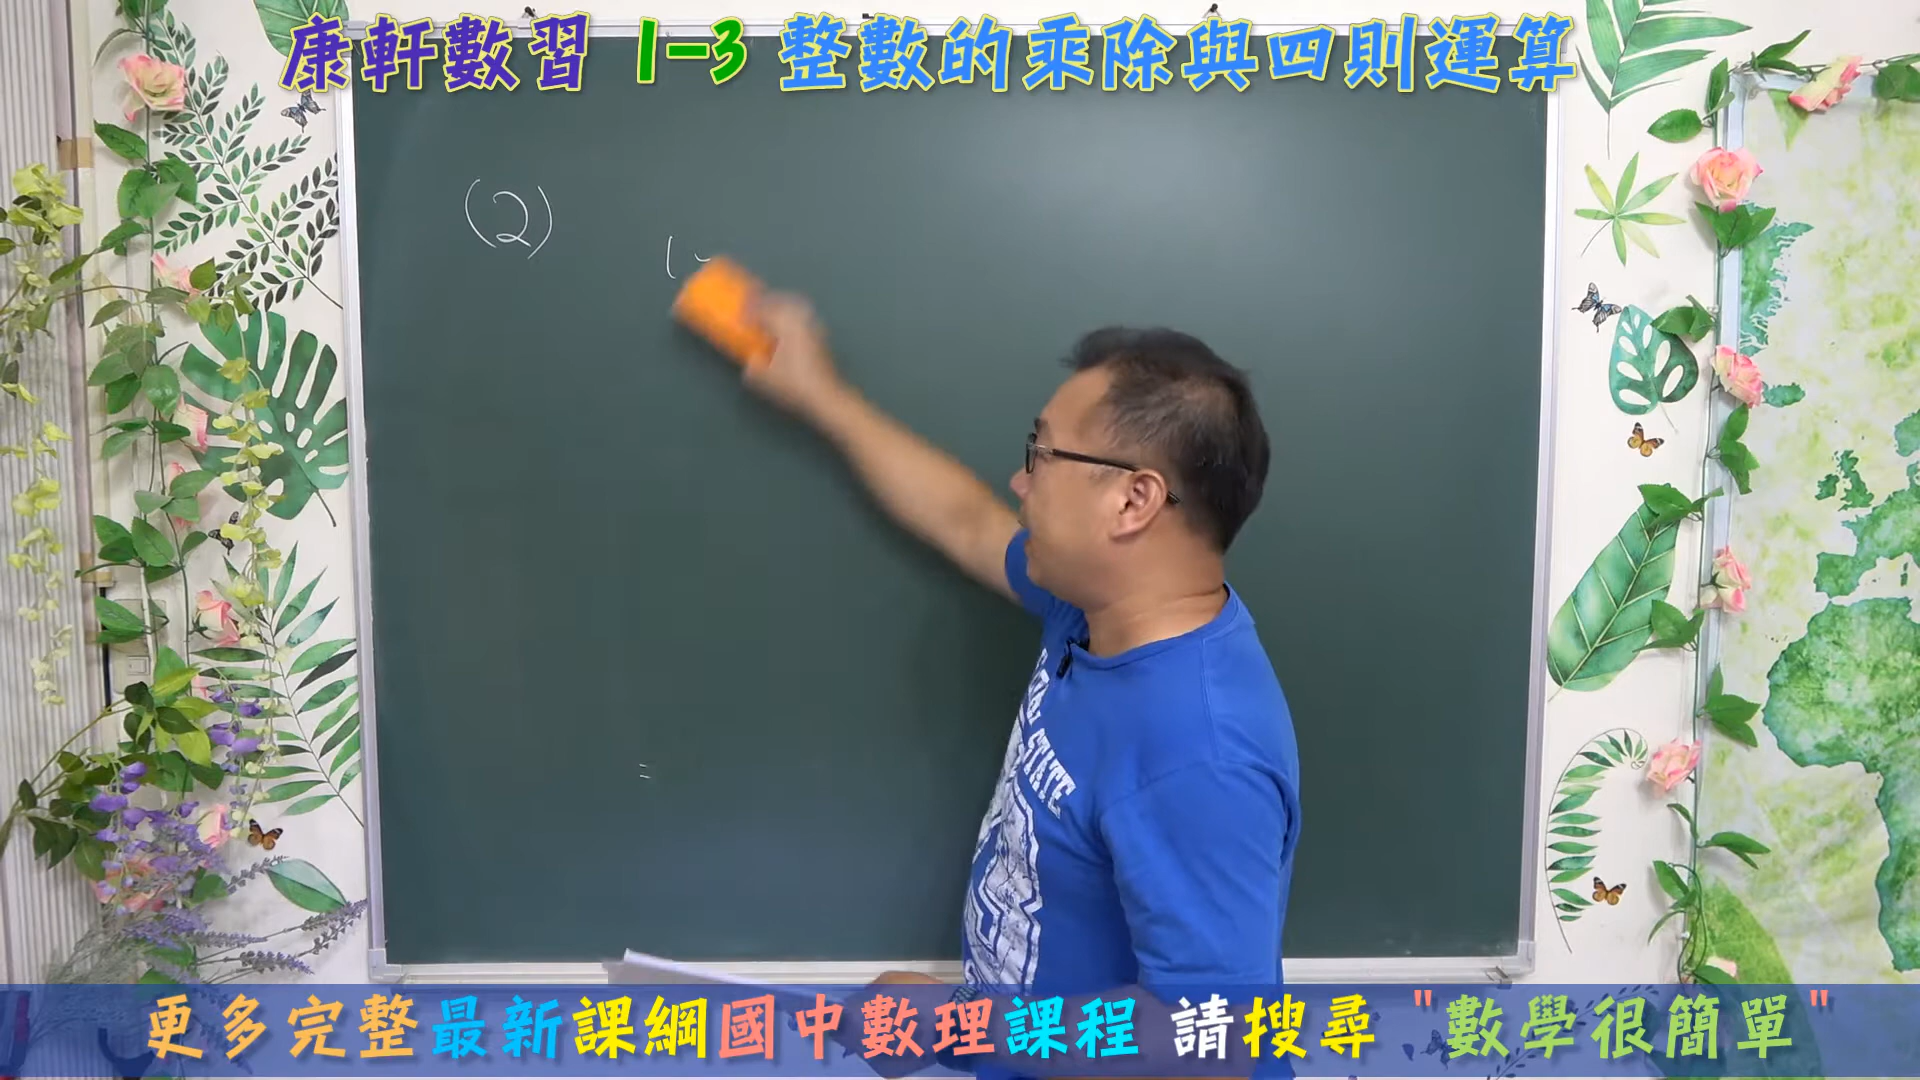 康軒數習 1-3 整數的乘除與四則運算
(2)
=
STATE
更多完整最新課綱國中數理課程 請搜尋 "數學很簡單"